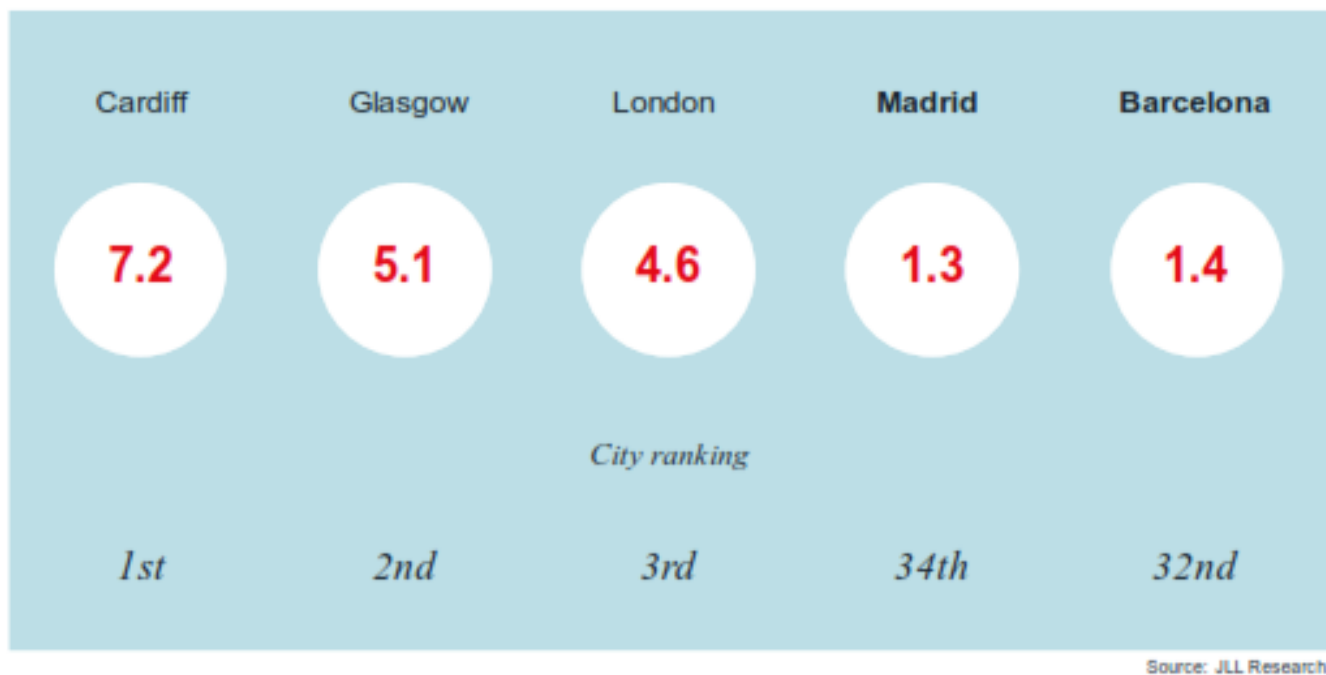 Cardiff Glasgow London Madrid Barcelona
7.2 5.1 4.6 1.3 1.4
City ranking
1st 2nd 3rd 34th 32nd
Source: JLL Research